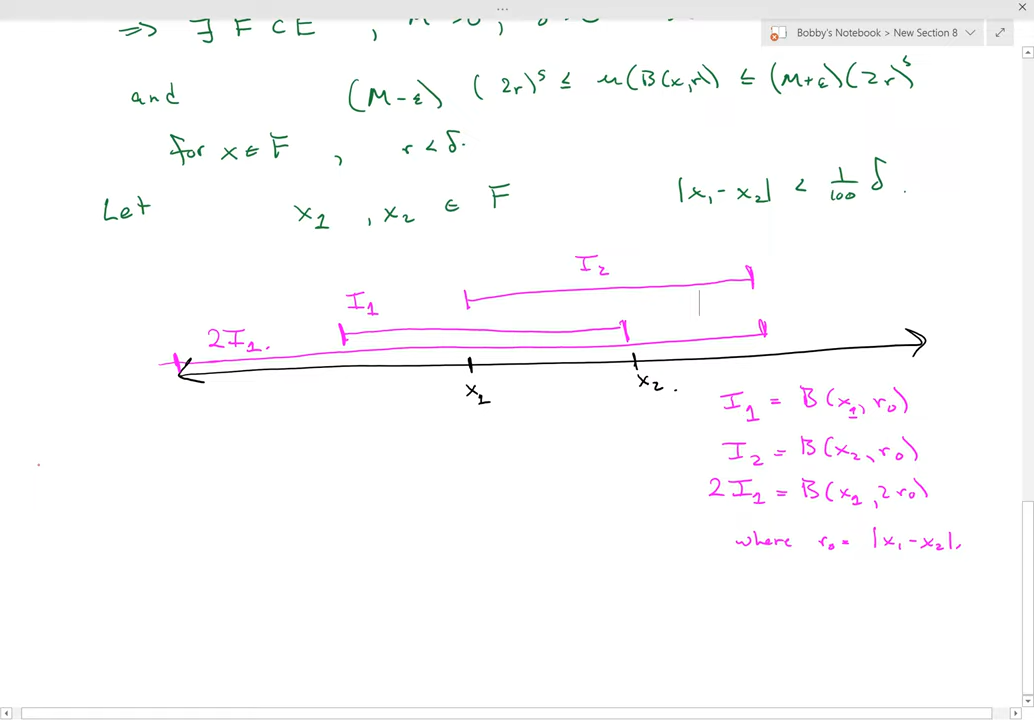 Bobby's Notebook > New Section 8
⟹ ∃ F ⊂ E ,
and (M-ε) (2r)^s ≤ μ(B(x,r)) ≤ (M+ε)(2r)^s
for x ∈ F , r < δ.
Let x₁ , x₂ ∈ F |x₁ - x₂| < 1/100 δ .
I₂
I₁
2I₁.
x₁ x₂ .
I₁ = B(x₁, r₀)
I₂ = B(x₂, r₀)
2I₁ = B(x₁, 2r₀)
where r₀ = |x₁ - x₂|.